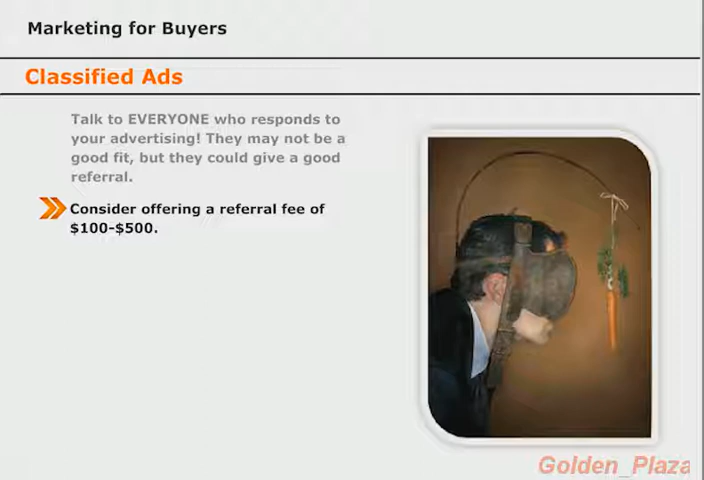 Marketing for Buyers
Classified Ads
Talk to EVERYONE who responds to
your advertising! They may not be a
good fit, but they could give a good
referral.
Consider offering a referral fee of
$100-$500.
Golden_Plaza